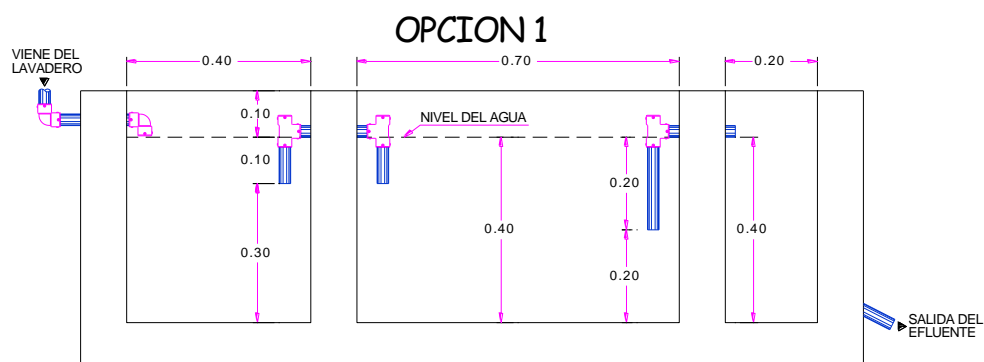 OPCION 1
VIENE DEL
LAVADERO
0.40
0.70
0.20
0.10
NIVEL DEL AGUA
0.10
0.20
0.40
0.40
0.30
0.20
SALIDA DEL
EFLUENTE